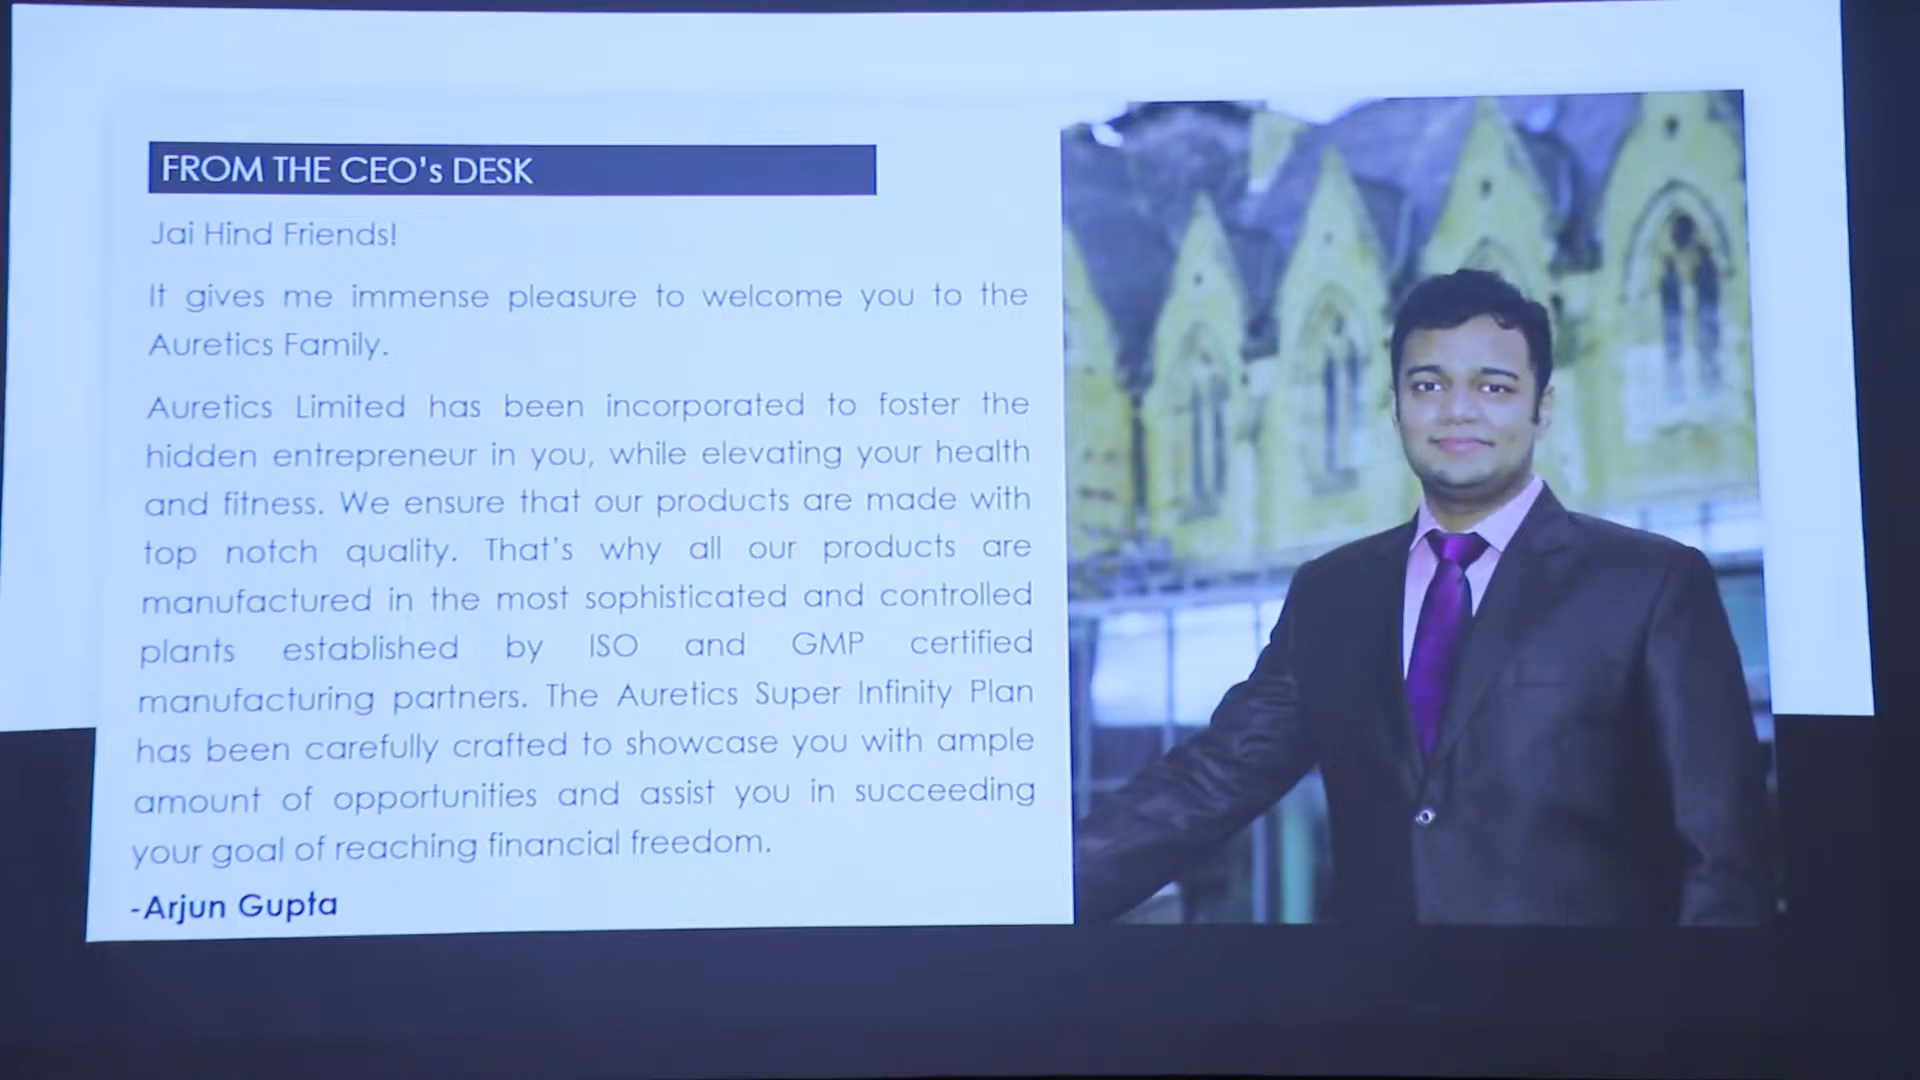 FROM THE CEO's DESK
Jai Hind Friends!
It gives me immense pleasure to welcome you to the
Auretics Family.
Auretics Limited has been incorporated to foster the
hidden entrepreneur in you, while elevating your health
and fitness. We ensure that our products are made with
top notch quality. That's why all our products are
manufactured in the most sophisticated and controlled
plants established by ISO and GMP certified
manufacturing partners. The Auretics Super Infinity Plan
has been carefully crafted to showcase you with ample
amount of opportunities and assist you in succeeding
your goal of reaching financial freedom.
-Arjun Gupta